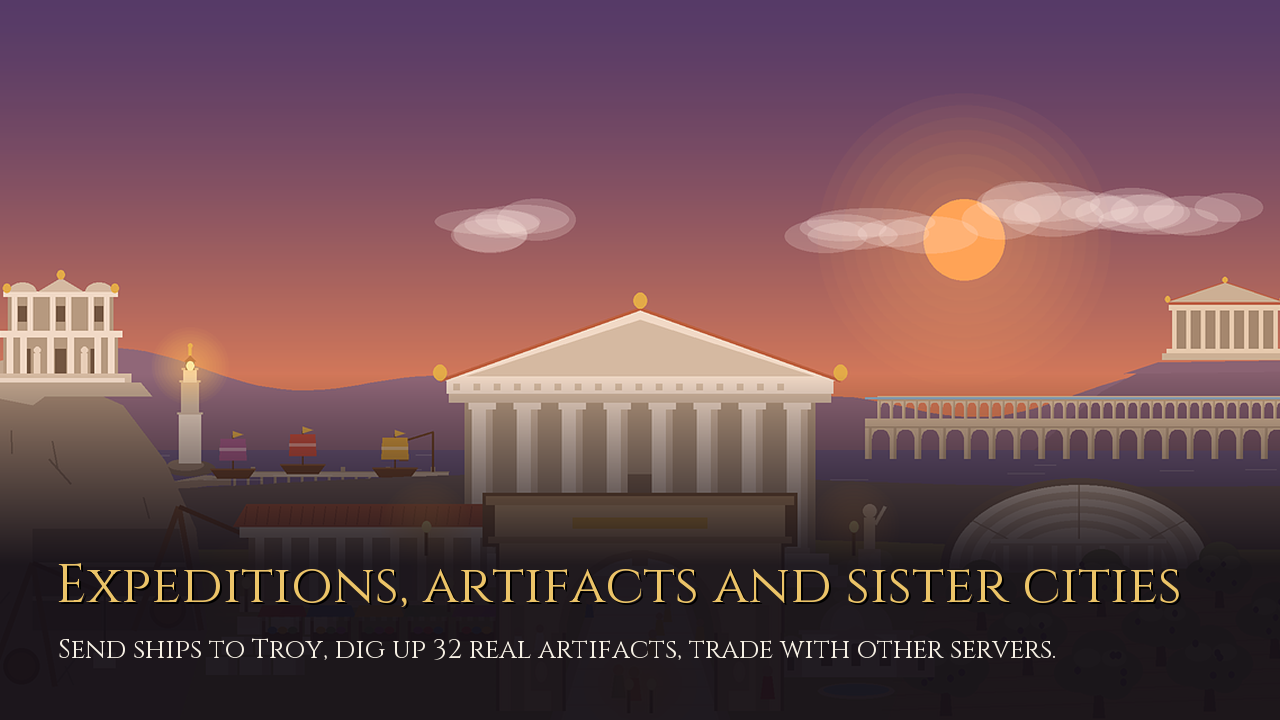 Expeditions, artifacts and sister cities
Send ships to Troy, dig up 32 real artifacts, trade with other servers.